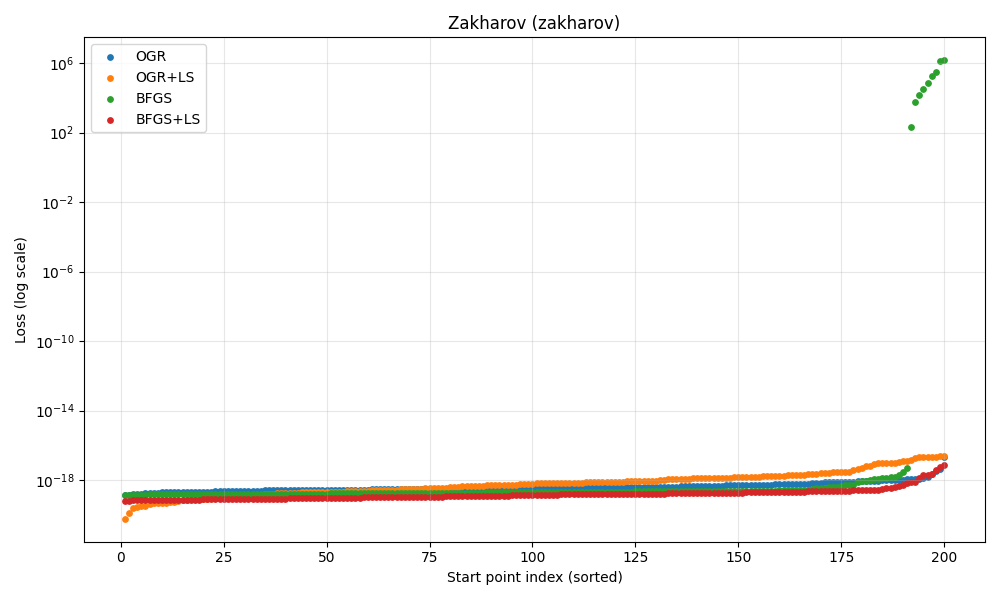 Zakharov (zakharov)
OGR
OGR+LS
BFGS
BFGS+LS
Loss (log scale)
10^6
10^2
10^-2
10^-6
10^-10
10^-14
10^-18
0 25 50 75 100 125 150 175 200
Start point index (sorted)